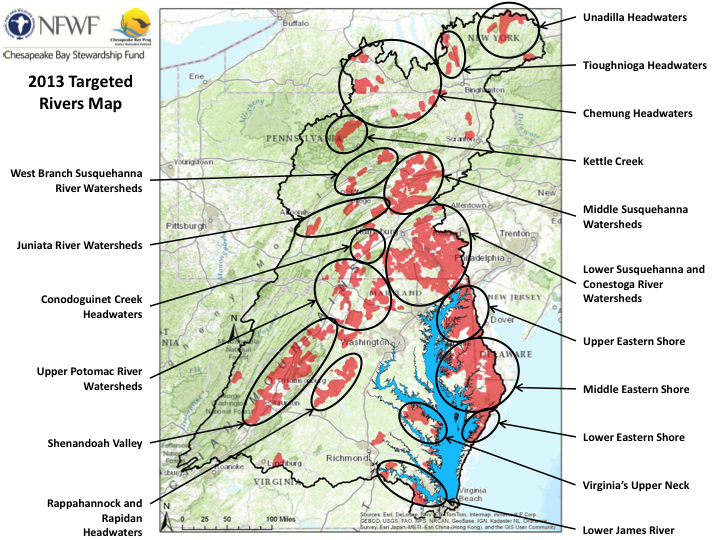 NFWF
Chesapeake Bay Stewardship Fund
2013 Targeted
Rivers Map
West Branch Susquehanna
River Watersheds
Juniata River Watersheds
Conodoguinet Creek
Headwaters
Upper Potomac River
Watersheds
Shenandoah Valley
Rappahannock and
Rapidan
Headwaters
Unadilla Headwaters
Tioughnioga Headwaters
Chemung Headwaters
Kettle Creek
Middle Susquehanna
Watersheds
Lower Susquehanna and
Conestoga River
Watersheds
Upper Eastern Shore
Middle Eastern Shore
Lower Eastern Shore
Virginia's Upper Neck
Lower James River
Buffalo
NEW YORK
Erie
Binghamton
PENNSYLVANIA
Scranton
Youngstown
New
Allentown
Pittsburgh
Trenton
Philadelphia
NEW JERSEY
MARYLAND
Dover
Washington
DELAWARE
Richmond
Roanoke
Lynchburg
VIRGINIA
Virginia
Beach
N
0 25 50 100 Miles